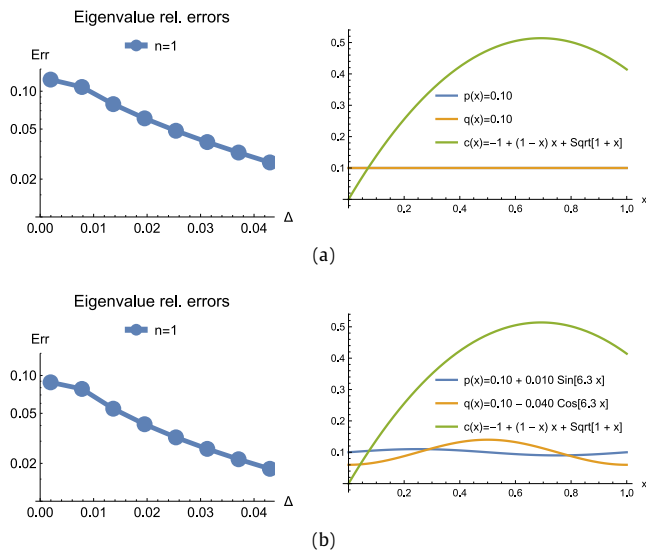 Eigenvalue rel. errors
n=1
Err
0.10
0.05
0.02
0.00 0.01 0.02 0.03 0.04 Δ
0.5
0.4
0.3
0.2
0.1
p(x)=0.10
q(x)=0.10
c(x)=−1 + (1 − x) x + Sqrt[1 + x]
0.2 0.4 0.6 0.8 1.0 x
(a)
Eigenvalue rel. errors
n=1
Err
0.10
0.05
0.02
0.00 0.01 0.02 0.03 0.04 Δ
0.5
0.4
0.3
0.2
0.1
p(x)=0.10 + 0.010 Sin[6.3 x]
q(x)=0.10 − 0.040 Cos[6.3 x]
c(x)=−1 + (1 − x) x + Sqrt[1 + x]
0.2 0.4 0.6 0.8 1.0 x
(b)